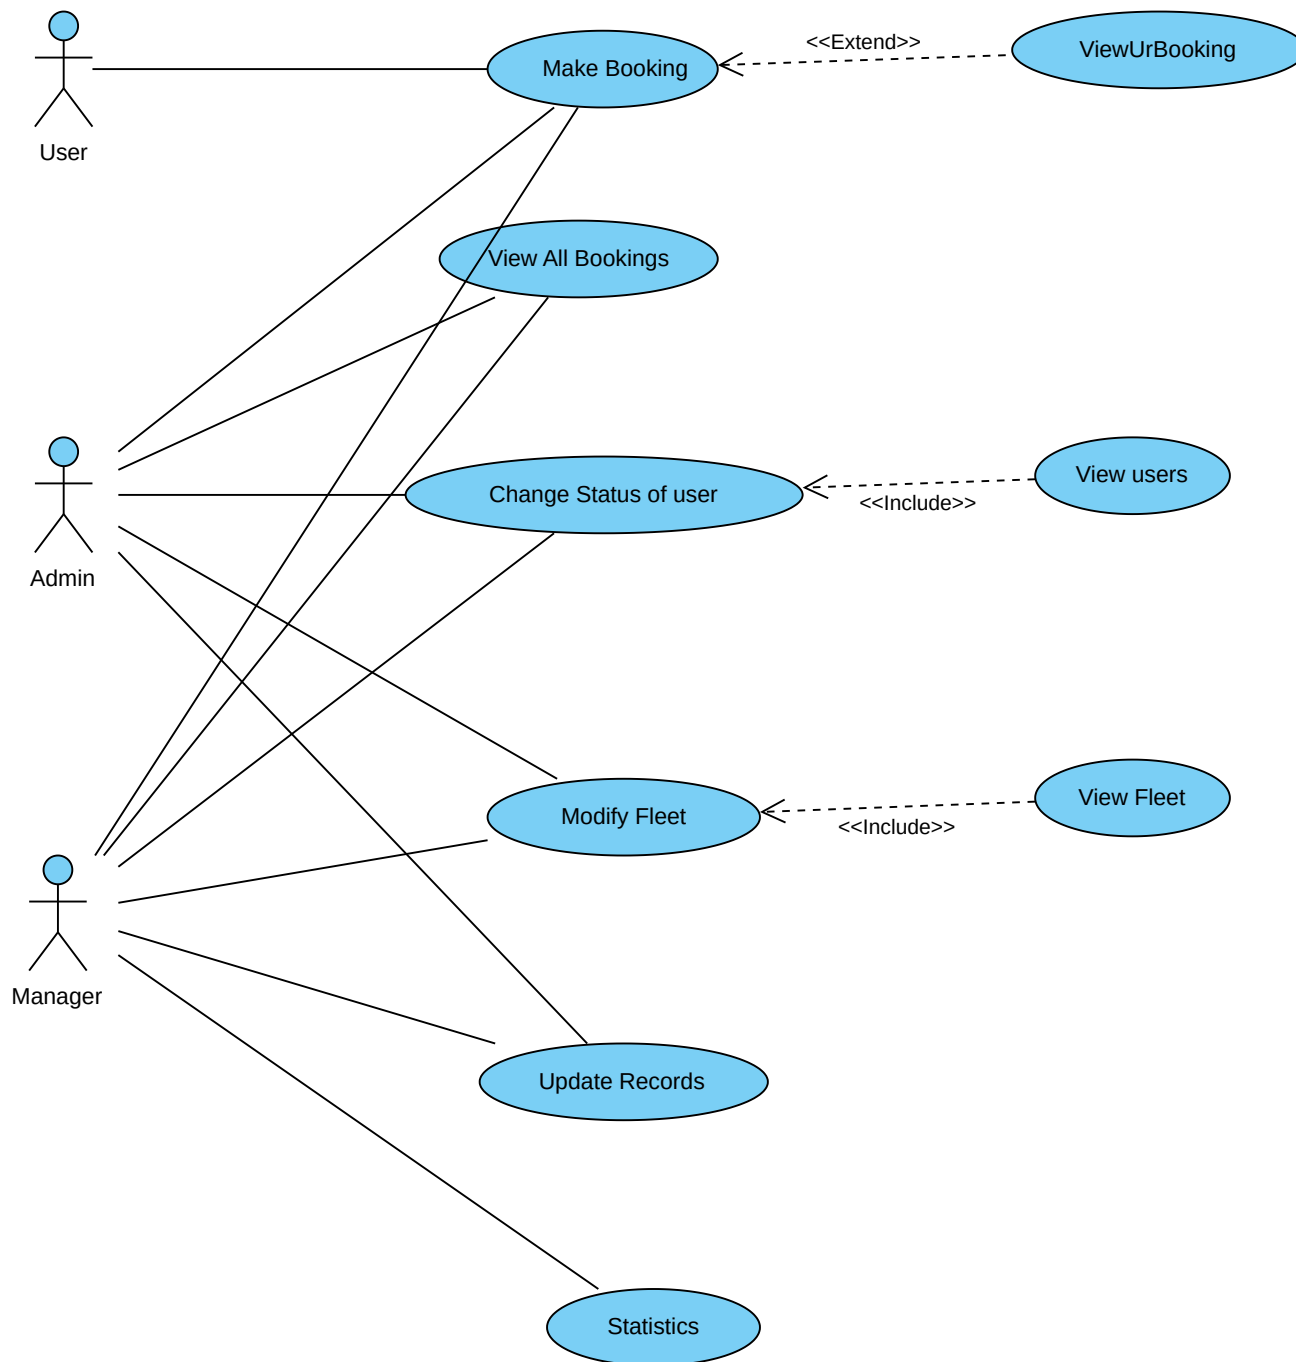 <<Extend>>
Make Booking
ViewUrBooking
User
View All Bookings
Change Status of user
View users
<<Include>>
Admin
Modify Fleet
View Fleet
<<Include>>
Manager
Update Records
Statistics